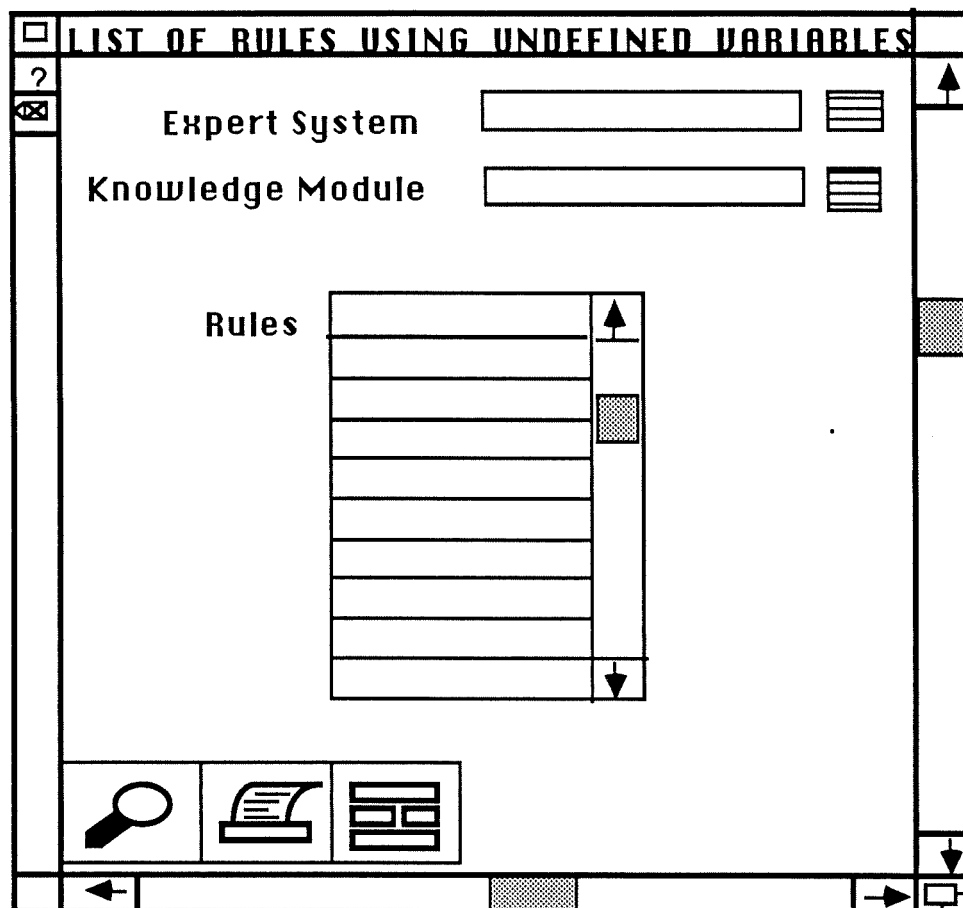 LIST OF RULES USING UNDEFINED VARIABLES
?
Expert System
Knowledge Module
Rules